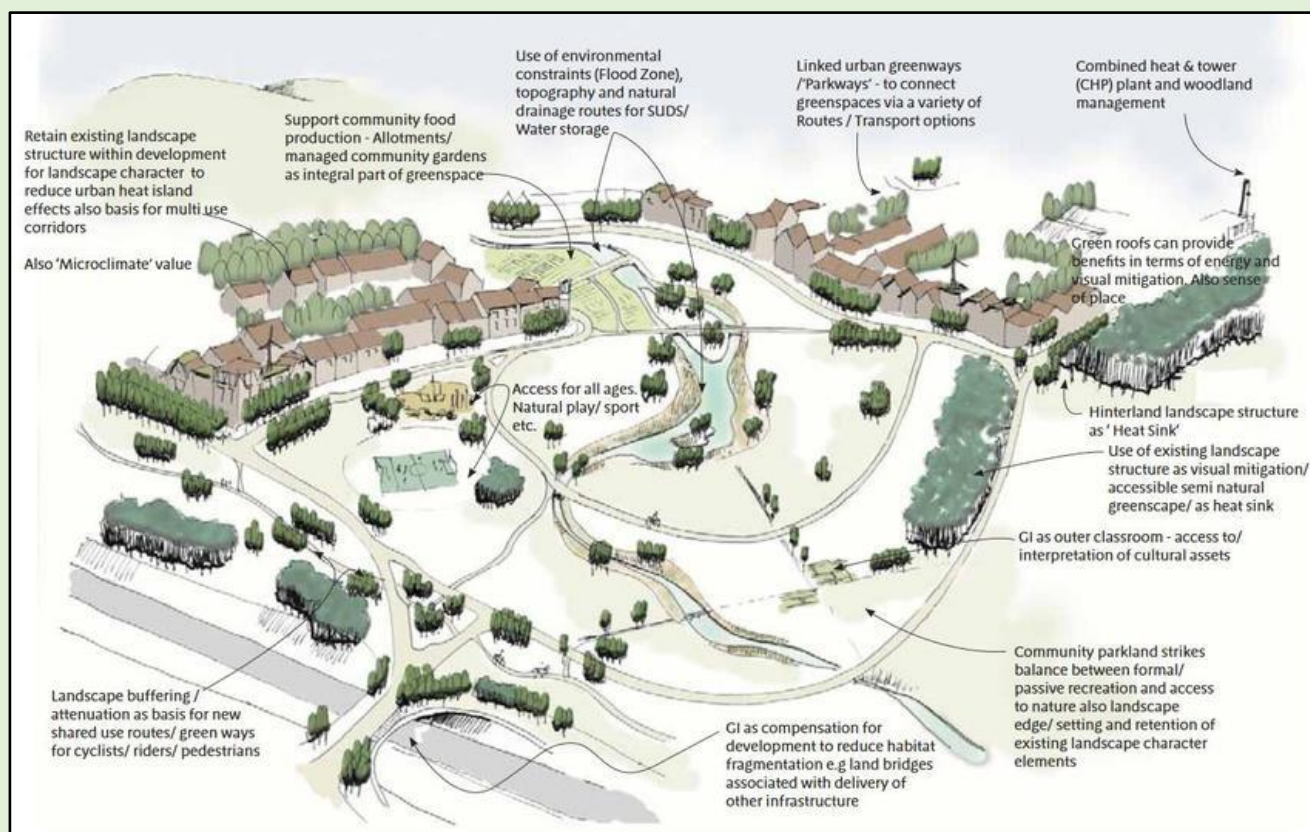 Use of environmental
constraints (Flood Zone),
topography and natural
drainage routes for SUDS/
Water storage
Linked urban greenways
/'Parkways' - to connect
greenspaces via a variety of
Routes / Transport options
Combined heat & tower
(CHP) plant and woodland
management
Support community food
production - Allotments/
managed community gardens
as integral part of greenspace
Retain existing landscape
structure within development
for landscape character to
reduce urban heat island
effects also basis for multi use
corridors
Also 'Microclimate' value
Green roofs can provide
benefits in terms of energy and
visual mitigation. Also sense
of place
Access for all ages.
Natural play/ sport
etc.
Hinterland landscape structure
as ' Heat Sink'
Use of existing landscape
structure as visual mitigation/
accessible semi natural
greenscape/ as heat sink
GI as outer classroom - access to/
interpretation of cultural assets
Community parkland strikes
balance between formal/
passive recreation and access
to nature also landscape
edge/ setting and retention of
existing landscape character
elements
Landscape buffering /
attenuation as basis for new
shared use routes/ green ways
for cyclists/ riders/ pedestrians
GI as compensation for
development to reduce habitat
fragmentation e.g land bridges
associated with delivery of
other infrastructure